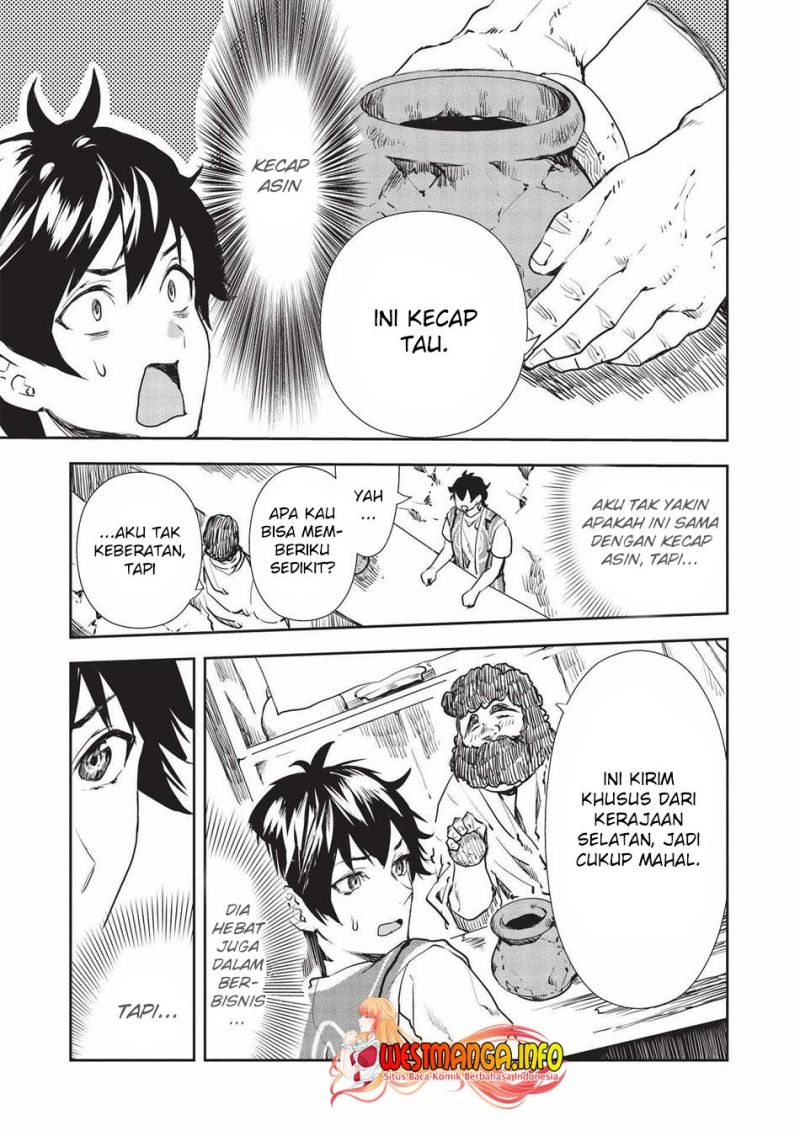 KECAP
ASIN
INI KECAP
TAU.
AKU TAK YAKIN
APAKAH INI SAMA
DENGAN KECAP
ASIN, TAPI...
YAH
...
APA KAU
BISA MEM-
BERIKU
SEDIKIT?
...AKU TAK
KEBERATAN,
TAPI
INI KIRIM
KHUSUS DARI
KERAJAAN
SELATAN, JADI
CUKUP MAHAL.
DIA
HEBAT
JUGA
DALAM
BER-
BISNIS
...
TAPI...
WESTMANGA.INFO
Situs Baca Komik Berbahasa Indonesia